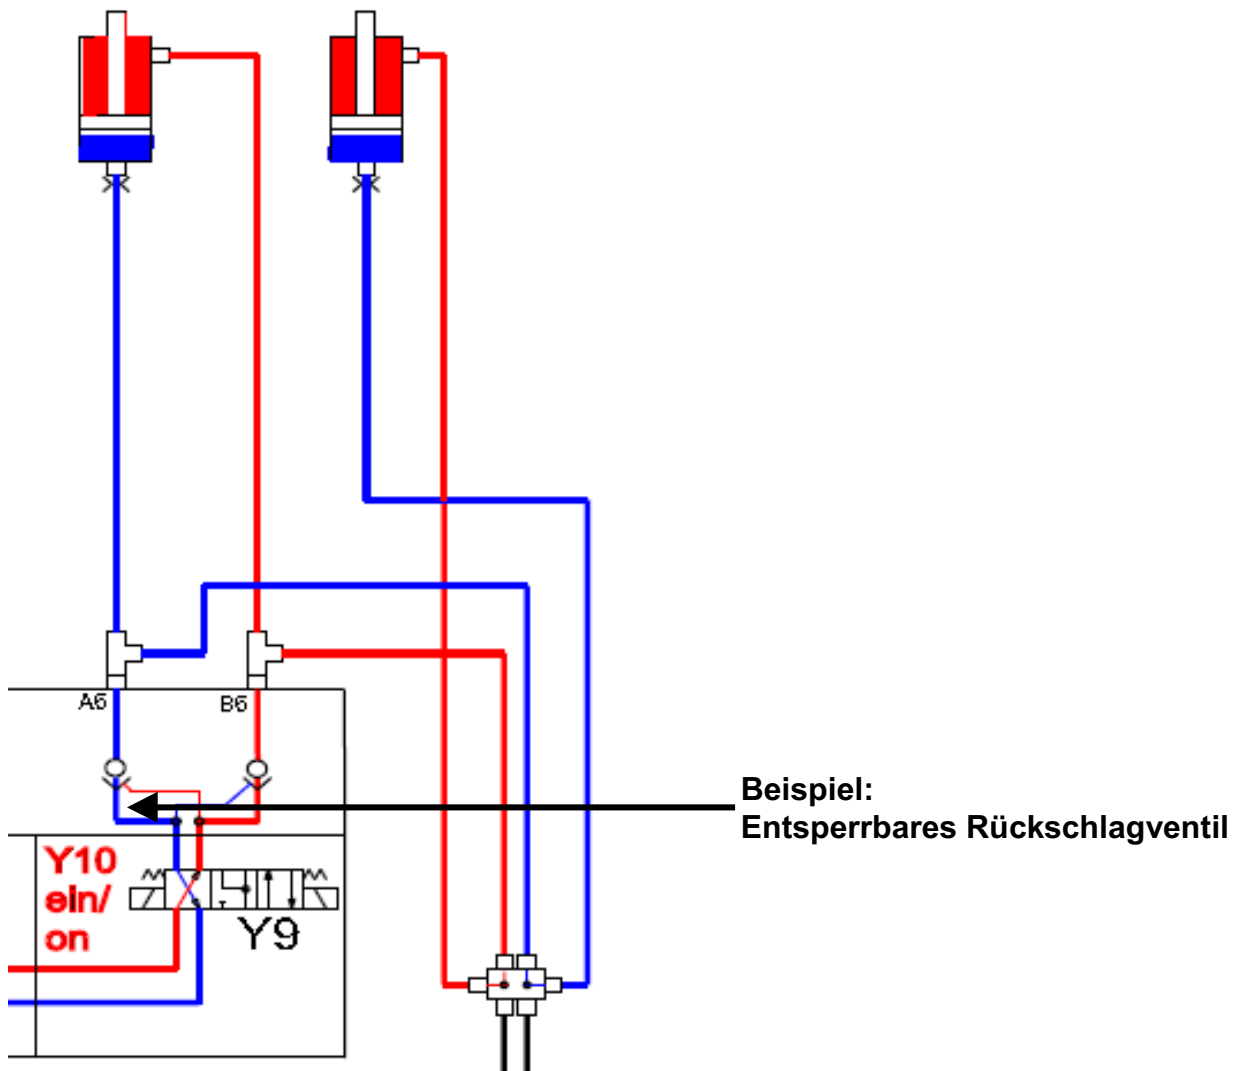 A6
B6
Beispiel:
Entsperrbares Rückschlagventil
Y10
ein/
on
Y9